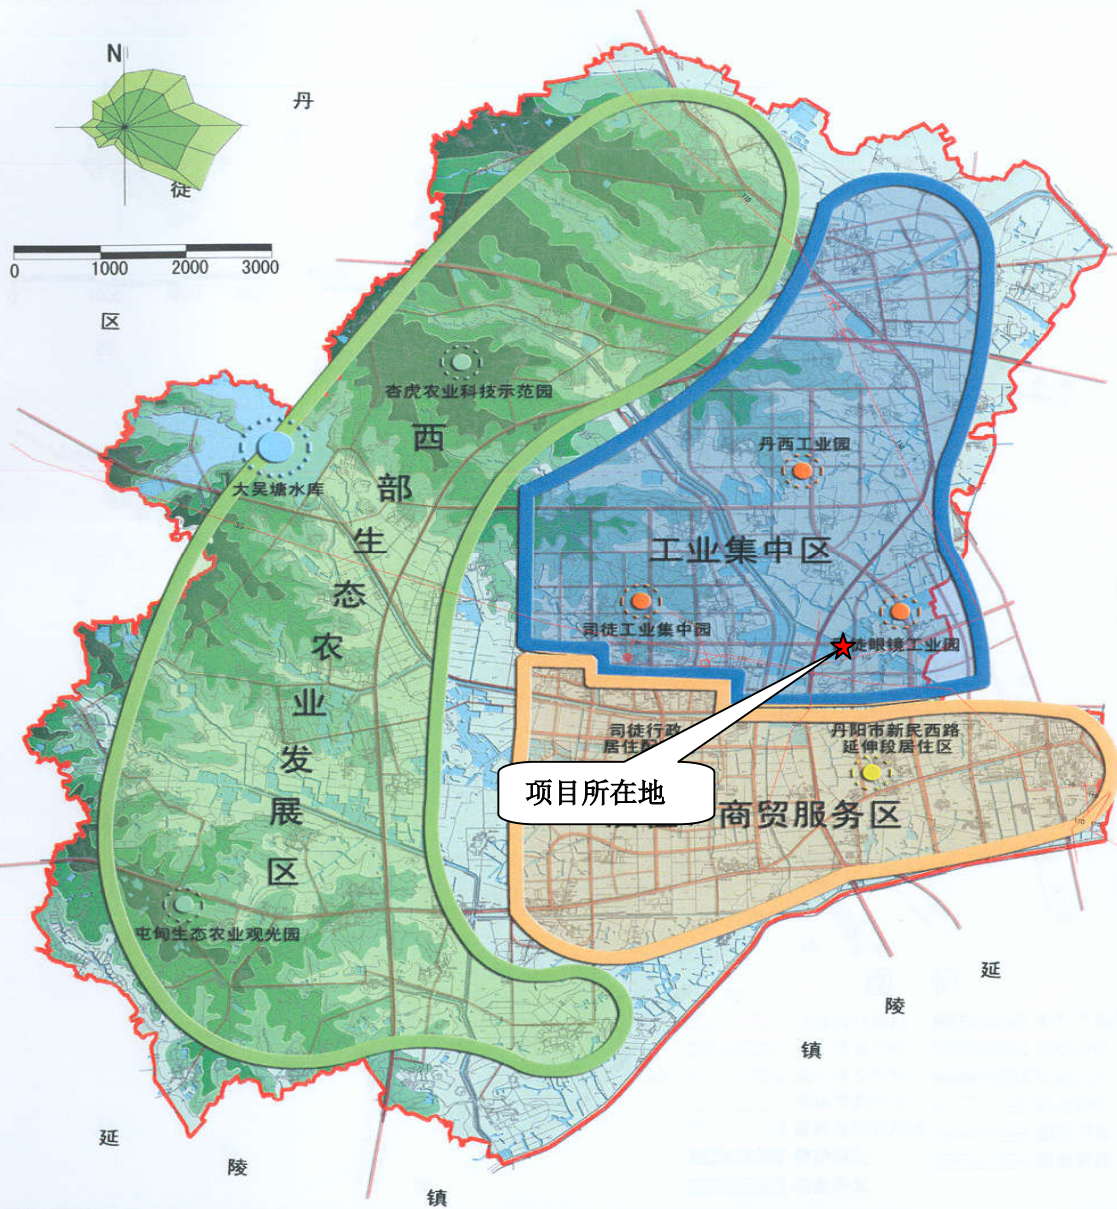 N
丹
徒
区
0 1000 2000 3000
杏虎农业科技示范园
大吴塘水库
西部生态农业发展区
丹西工业园
工业集中区
司徒工业集中园
徒眼镜工业园
司徒行政
居住
丹阳市新民西路
延伸段居住区
项目所在地
商贸服务区
屯甸生态农业观光园
延
陵
镇
延
陵
镇